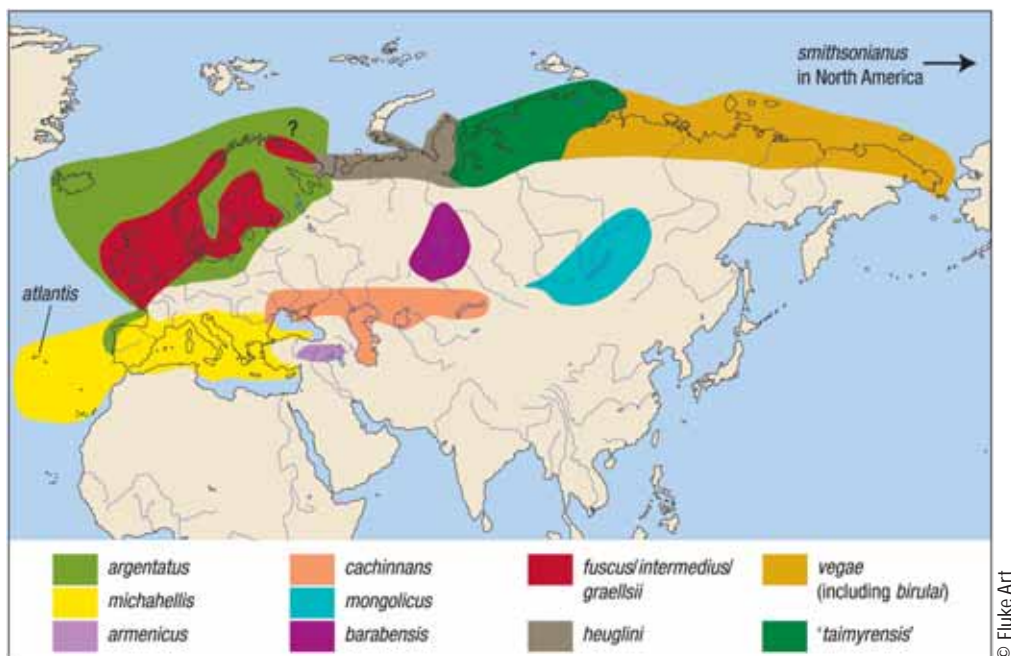 smithsonianus
in North America
?
atlantis
argentatus
cachinnans
fuscus/intermedius/
graellsii
vegae
(including birulai)
michahellis
mongolicus
armenicus
barabensis
heuglini
'taimyrensis'
© Fluke Art